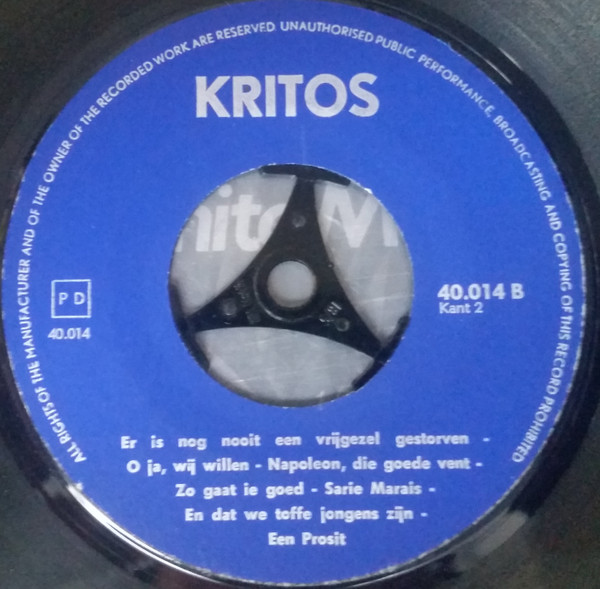 ALL RIGHTS OF THE MANUFACTURER AND OF THE OWNER OF THE RECORDED WORK ARE RESERVED UNAUTHORISED PUBLIC PERFORMANCE, BROADCASTING AND COPYING OF THIS RECORD PROHIBITED
KRITOS
PD
40.014
40.014 B
Kant 2
Er is nog nooit een vrijgezel gestorven -
O ja, wij willen - Napoleon, die goede vent -
Zo gaat ie goed - Sarie Marais -
En dat we toffe jongens zijn -
Een Prosit